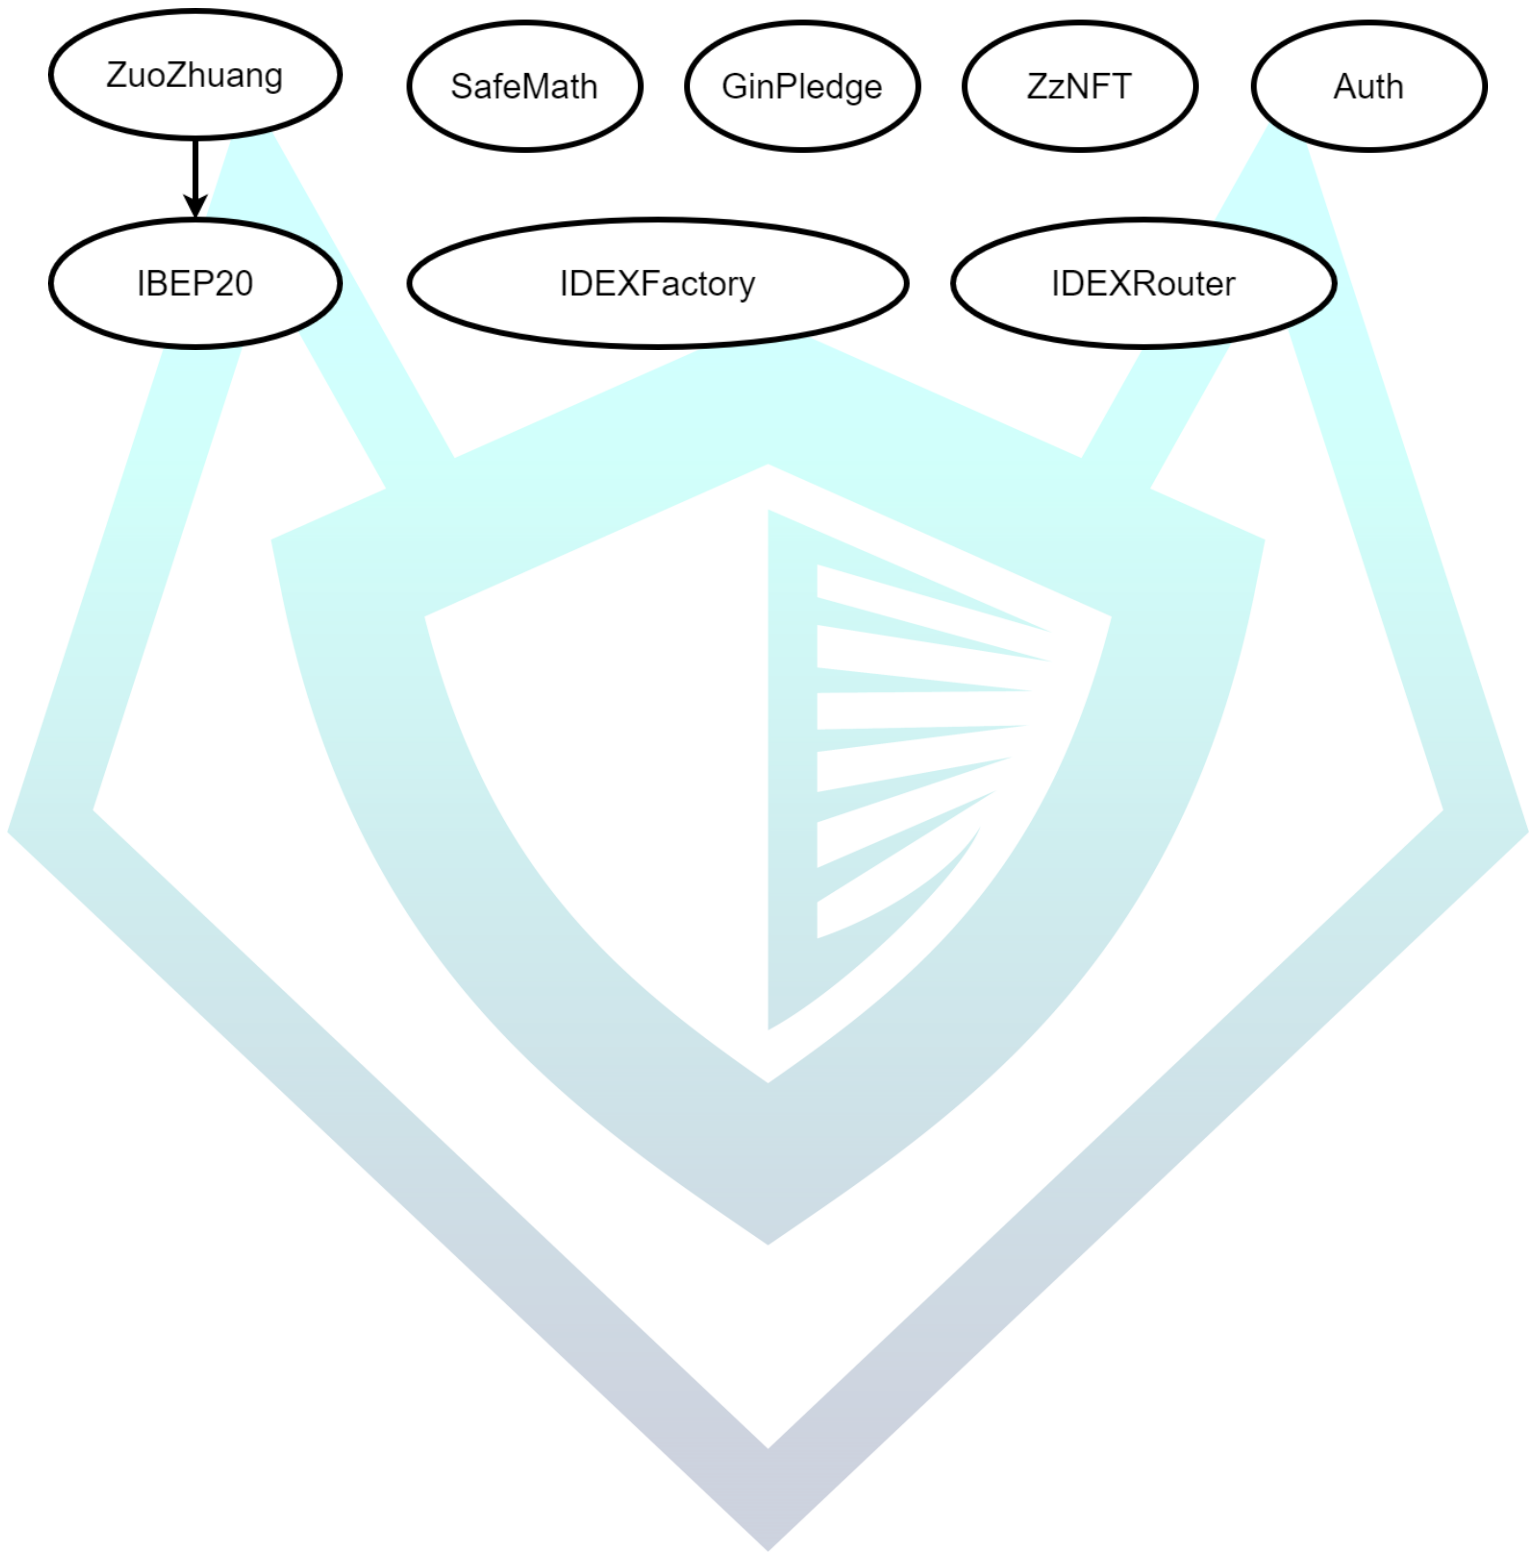 ZuoZhuang
SafeMath
GinPledge
ZzNFT
Auth
IBEP20
IDEXFactory
IDEXRouter